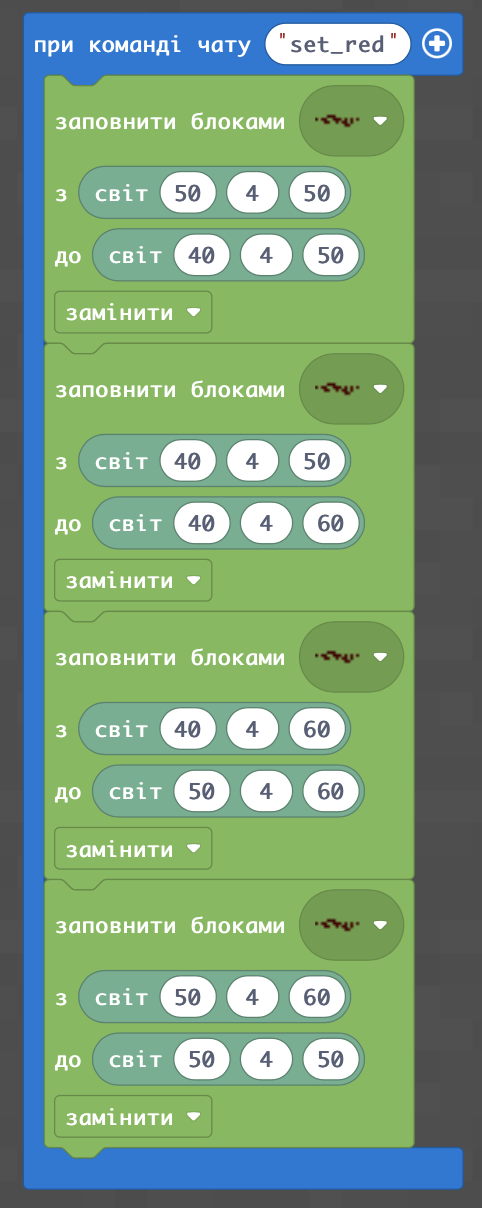 при команді чату "set_red"
заповнити блоками
з світ 50 4 50
до світ 40 4 50
замінити
заповнити блоками
з світ 40 4 50
до світ 40 4 60
замінити
заповнити блоками
з світ 40 4 60
до світ 50 4 60
замінити
заповнити блоками
з світ 50 4 60
до світ 50 4 50
замінити